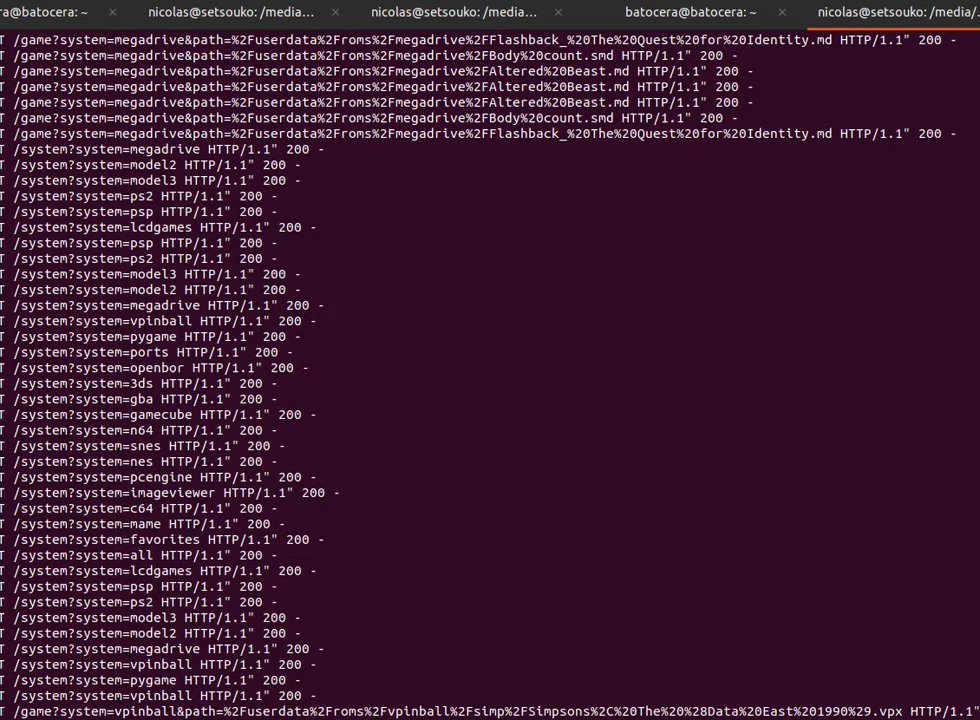 ra@batocera: ~ × nicolas@setsouko: /media... × nicolas@setsouko: /media... × batocera@batocera: ~ × nicolas@setsouko: /media/.
T /game?system=megadrive&path=%2Fuserdata%2Froms%2Fmegadrive%2FFlashback_%20The%20Quest%20for%20Identity.md HTTP/1.1" 200 -
T /game?system=megadrive&path=%2Fuserdata%2Froms%2Fmegadrive%2FBody%20count.smd HTTP/1.1" 200 -
T /game?system=megadrive&path=%2Fuserdata%2Froms%2Fmegadrive%2FAltered%20Beast.md HTTP/1.1" 200 -
T /game?system=megadrive&path=%2Fuserdata%2Froms%2Fmegadrive%2FAltered%20Beast.md HTTP/1.1" 200 -
T /game?system=megadrive&path=%2Fuserdata%2Froms%2Fmegadrive%2FAltered%20Beast.md HTTP/1.1" 200 -
T /game?system=megadrive&path=%2Fuserdata%2Froms%2Fmegadrive%2FBody%20count.smd HTTP/1.1" 200 -
T /game?system=megadrive&path=%2Fuserdata%2Froms%2Fmegadrive%2FFlashback_%20The%20Quest%20for%20Identity.md HTTP/1.1" 200 -
T /system?system=megadrive HTTP/1.1" 200 -
T /system?system=model2 HTTP/1.1" 200 -
T /system?system=model3 HTTP/1.1" 200 -
T /system?system=ps2 HTTP/1.1" 200 -
T /system?system=psp HTTP/1.1" 200 -
T /system?system=lcdgames HTTP/1.1" 200 -
T /system?system=psp HTTP/1.1" 200 -
T /system?system=ps2 HTTP/1.1" 200 -
T /system?system=model3 HTTP/1.1" 200 -
T /system?system=model2 HTTP/1.1" 200 -
T /system?system=megadrive HTTP/1.1" 200 -
T /system?system=vpinball HTTP/1.1" 200 -
T /system?system=pygame HTTP/1.1" 200 -
T /system?system=ports HTTP/1.1" 200 -
T /system?system=openbor HTTP/1.1" 200 -
T /system?system=3ds HTTP/1.1" 200 -
T /system?system=gba HTTP/1.1" 200 -
T /system?system=gamecube HTTP/1.1" 200 -
T /system?system=n64 HTTP/1.1" 200 -
T /system?system=snes HTTP/1.1" 200 -
T /system?system=nes HTTP/1.1" 200 -
T /system?system=pcengine HTTP/1.1" 200 -
T /system?system=imageviewer HTTP/1.1" 200 -
T /system?system=c64 HTTP/1.1" 200 -
T /system?system=mame HTTP/1.1" 200 -
T /system?system=favorites HTTP/1.1" 200 -
T /system?system=all HTTP/1.1" 200 -
T /system?system=lcdgames HTTP/1.1" 200 -
T /system?system=psp HTTP/1.1" 200 -
T /system?system=ps2 HTTP/1.1" 200 -
T /system?system=model3 HTTP/1.1" 200 -
T /system?system=model2 HTTP/1.1" 200 -
T /system?system=megadrive HTTP/1.1" 200 -
T /system?system=vpinball HTTP/1.1" 200 -
T /system?system=pygame HTTP/1.1" 200 -
T /system?system=vpinball HTTP/1.1" 200 -
T /game?system=vpinball&path=%2Fuserdata%2Froms%2Fvpinball%2Fsimp%2FSimpsons%2C%20The%20%28Data%20East%201990%29.vpx HTTP/1.1